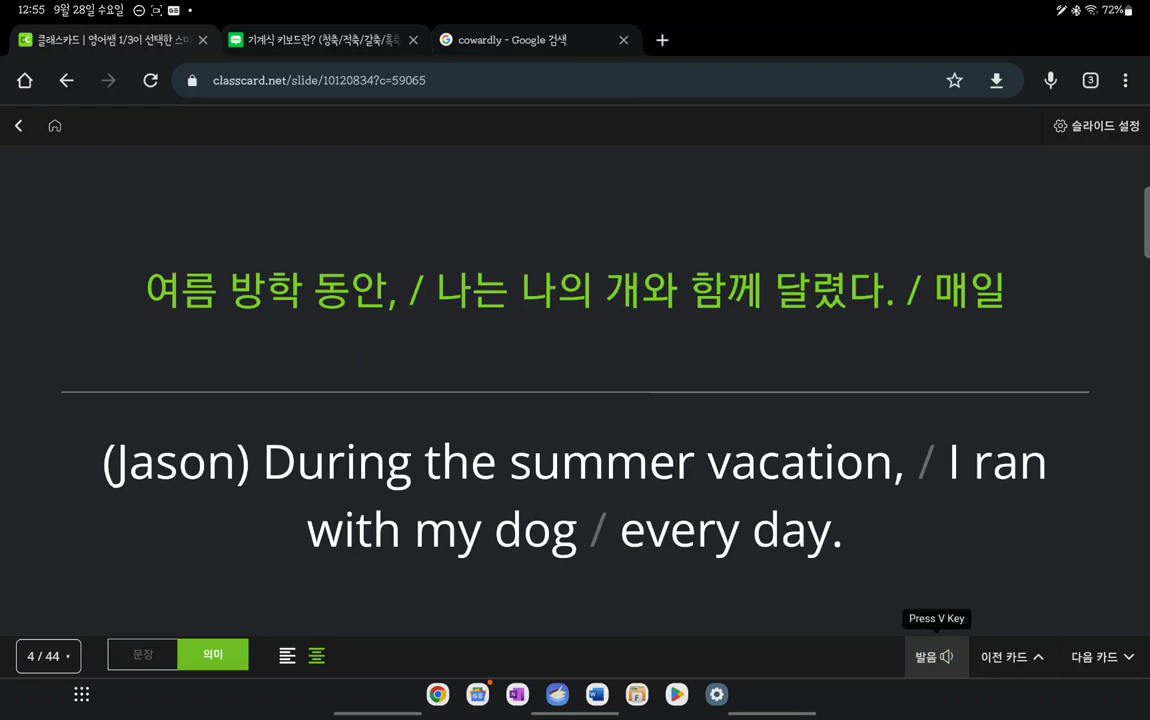 12:55 9월 28일 수요일 72%
클래스카드 | 영어쌤 1/3이 선택한 스마
기계식 키보드란? (청축/적축/갈축/흑축
cowardly - Google 검색
classcard.net/slide/10120834?c=59065
3
슬라이드 설정
여름 방학 동안, / 나는 나의 개와 함께 달렸다. / 매일
(Jason) During the summer vacation, / I ran
with my dog / every day.
Press V Key
4 / 44
문장
의미
발음
이전 카드
다음 카드